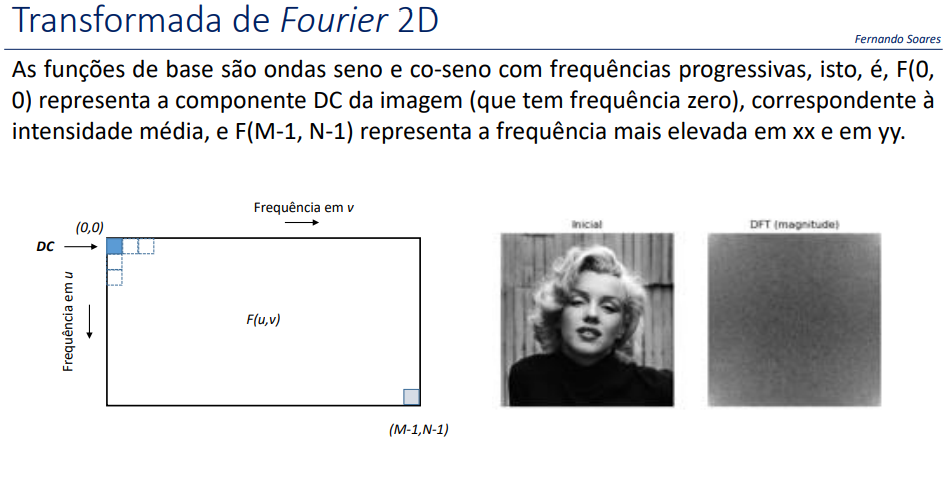 Transformada de Fourier 2D
Fernando Soares
As funções de base são ondas seno e co-seno com frequências progressivas, isto, é, F(0,
0) representa a componente DC da imagem (que tem frequência zero), correspondente à
intensidade média, e F(M-1, N-1) representa a frequência mais elevada em xx e em yy.
Frequência em v
(0,0)
DC
Frequência em u
F(u,v)
(M-1,N-1)
Inicial
DFT (magnitude)